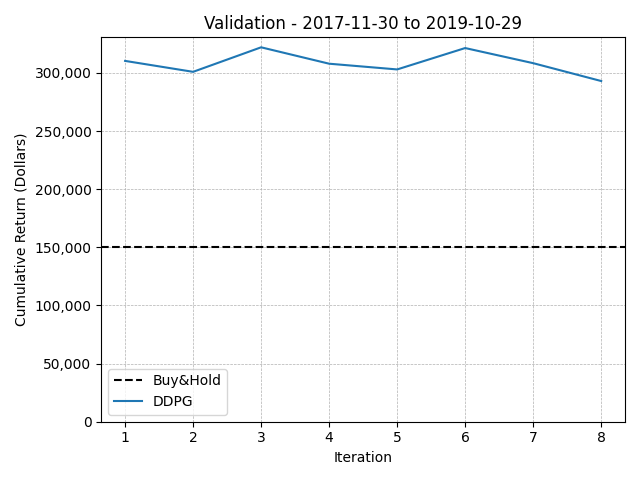 Validation - 2017-11-30 to 2019-10-29
Cumulative Return (Dollars)
300,000
250,000
200,000
150,000
100,000
50,000
0
Buy&Hold
DDPG
1 2 3 4 5 6 7 8
Iteration